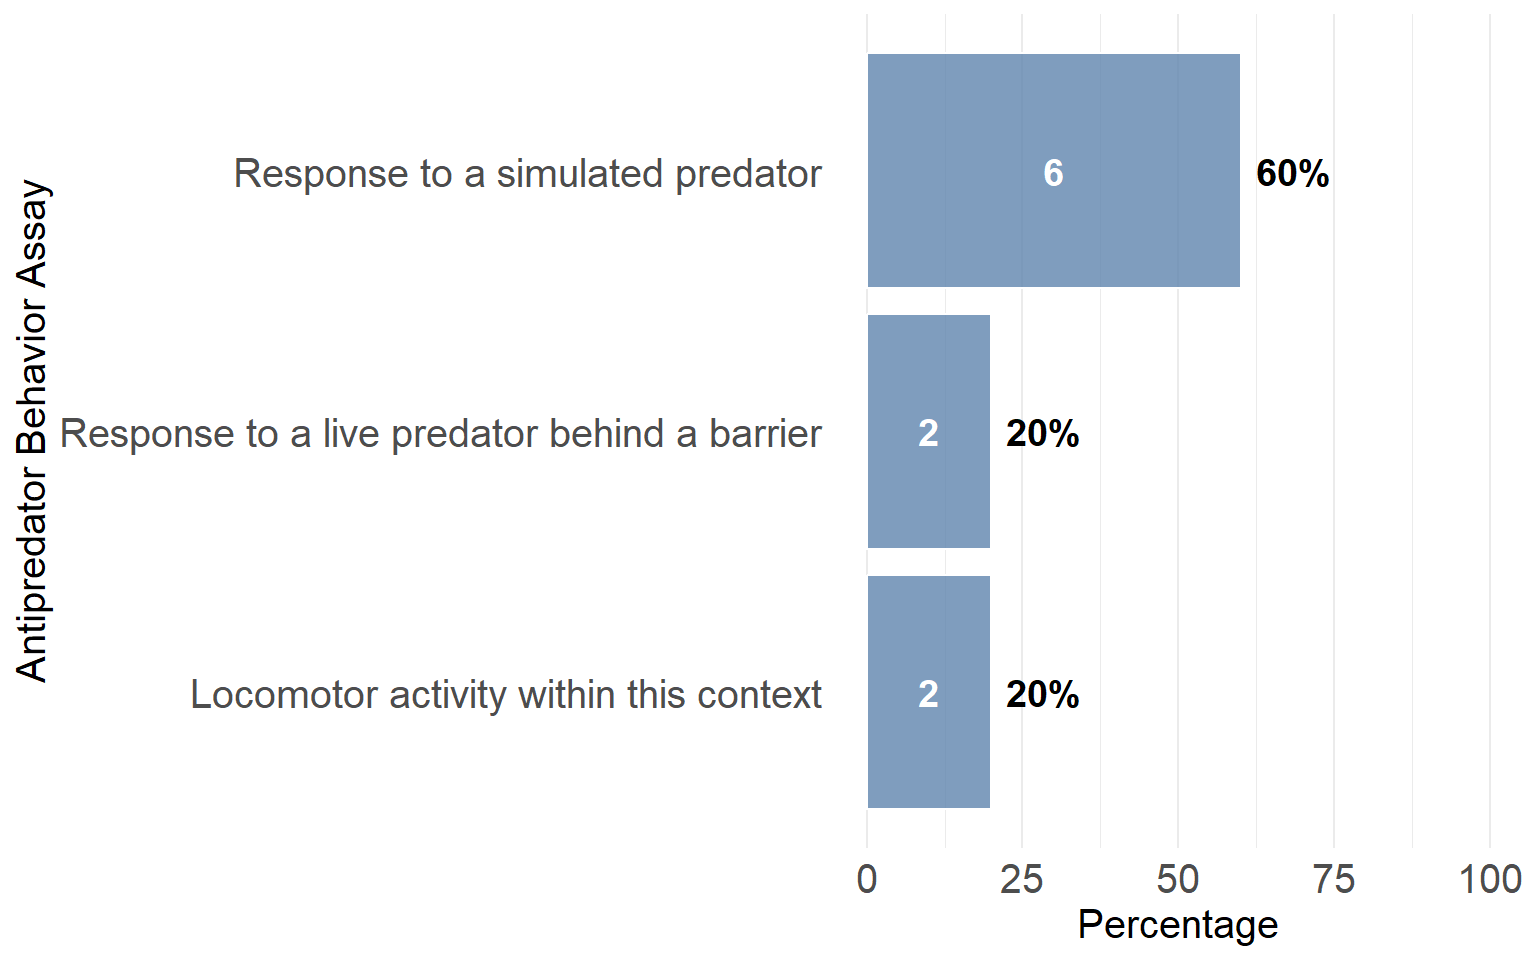 Antipredator Behavior Assay
Response to a simulated predator
6
60%
Response to a live predator behind a barrier
2
20%
Locomotor activity within this context
2
20%
0 25 50 75 100
Percentage